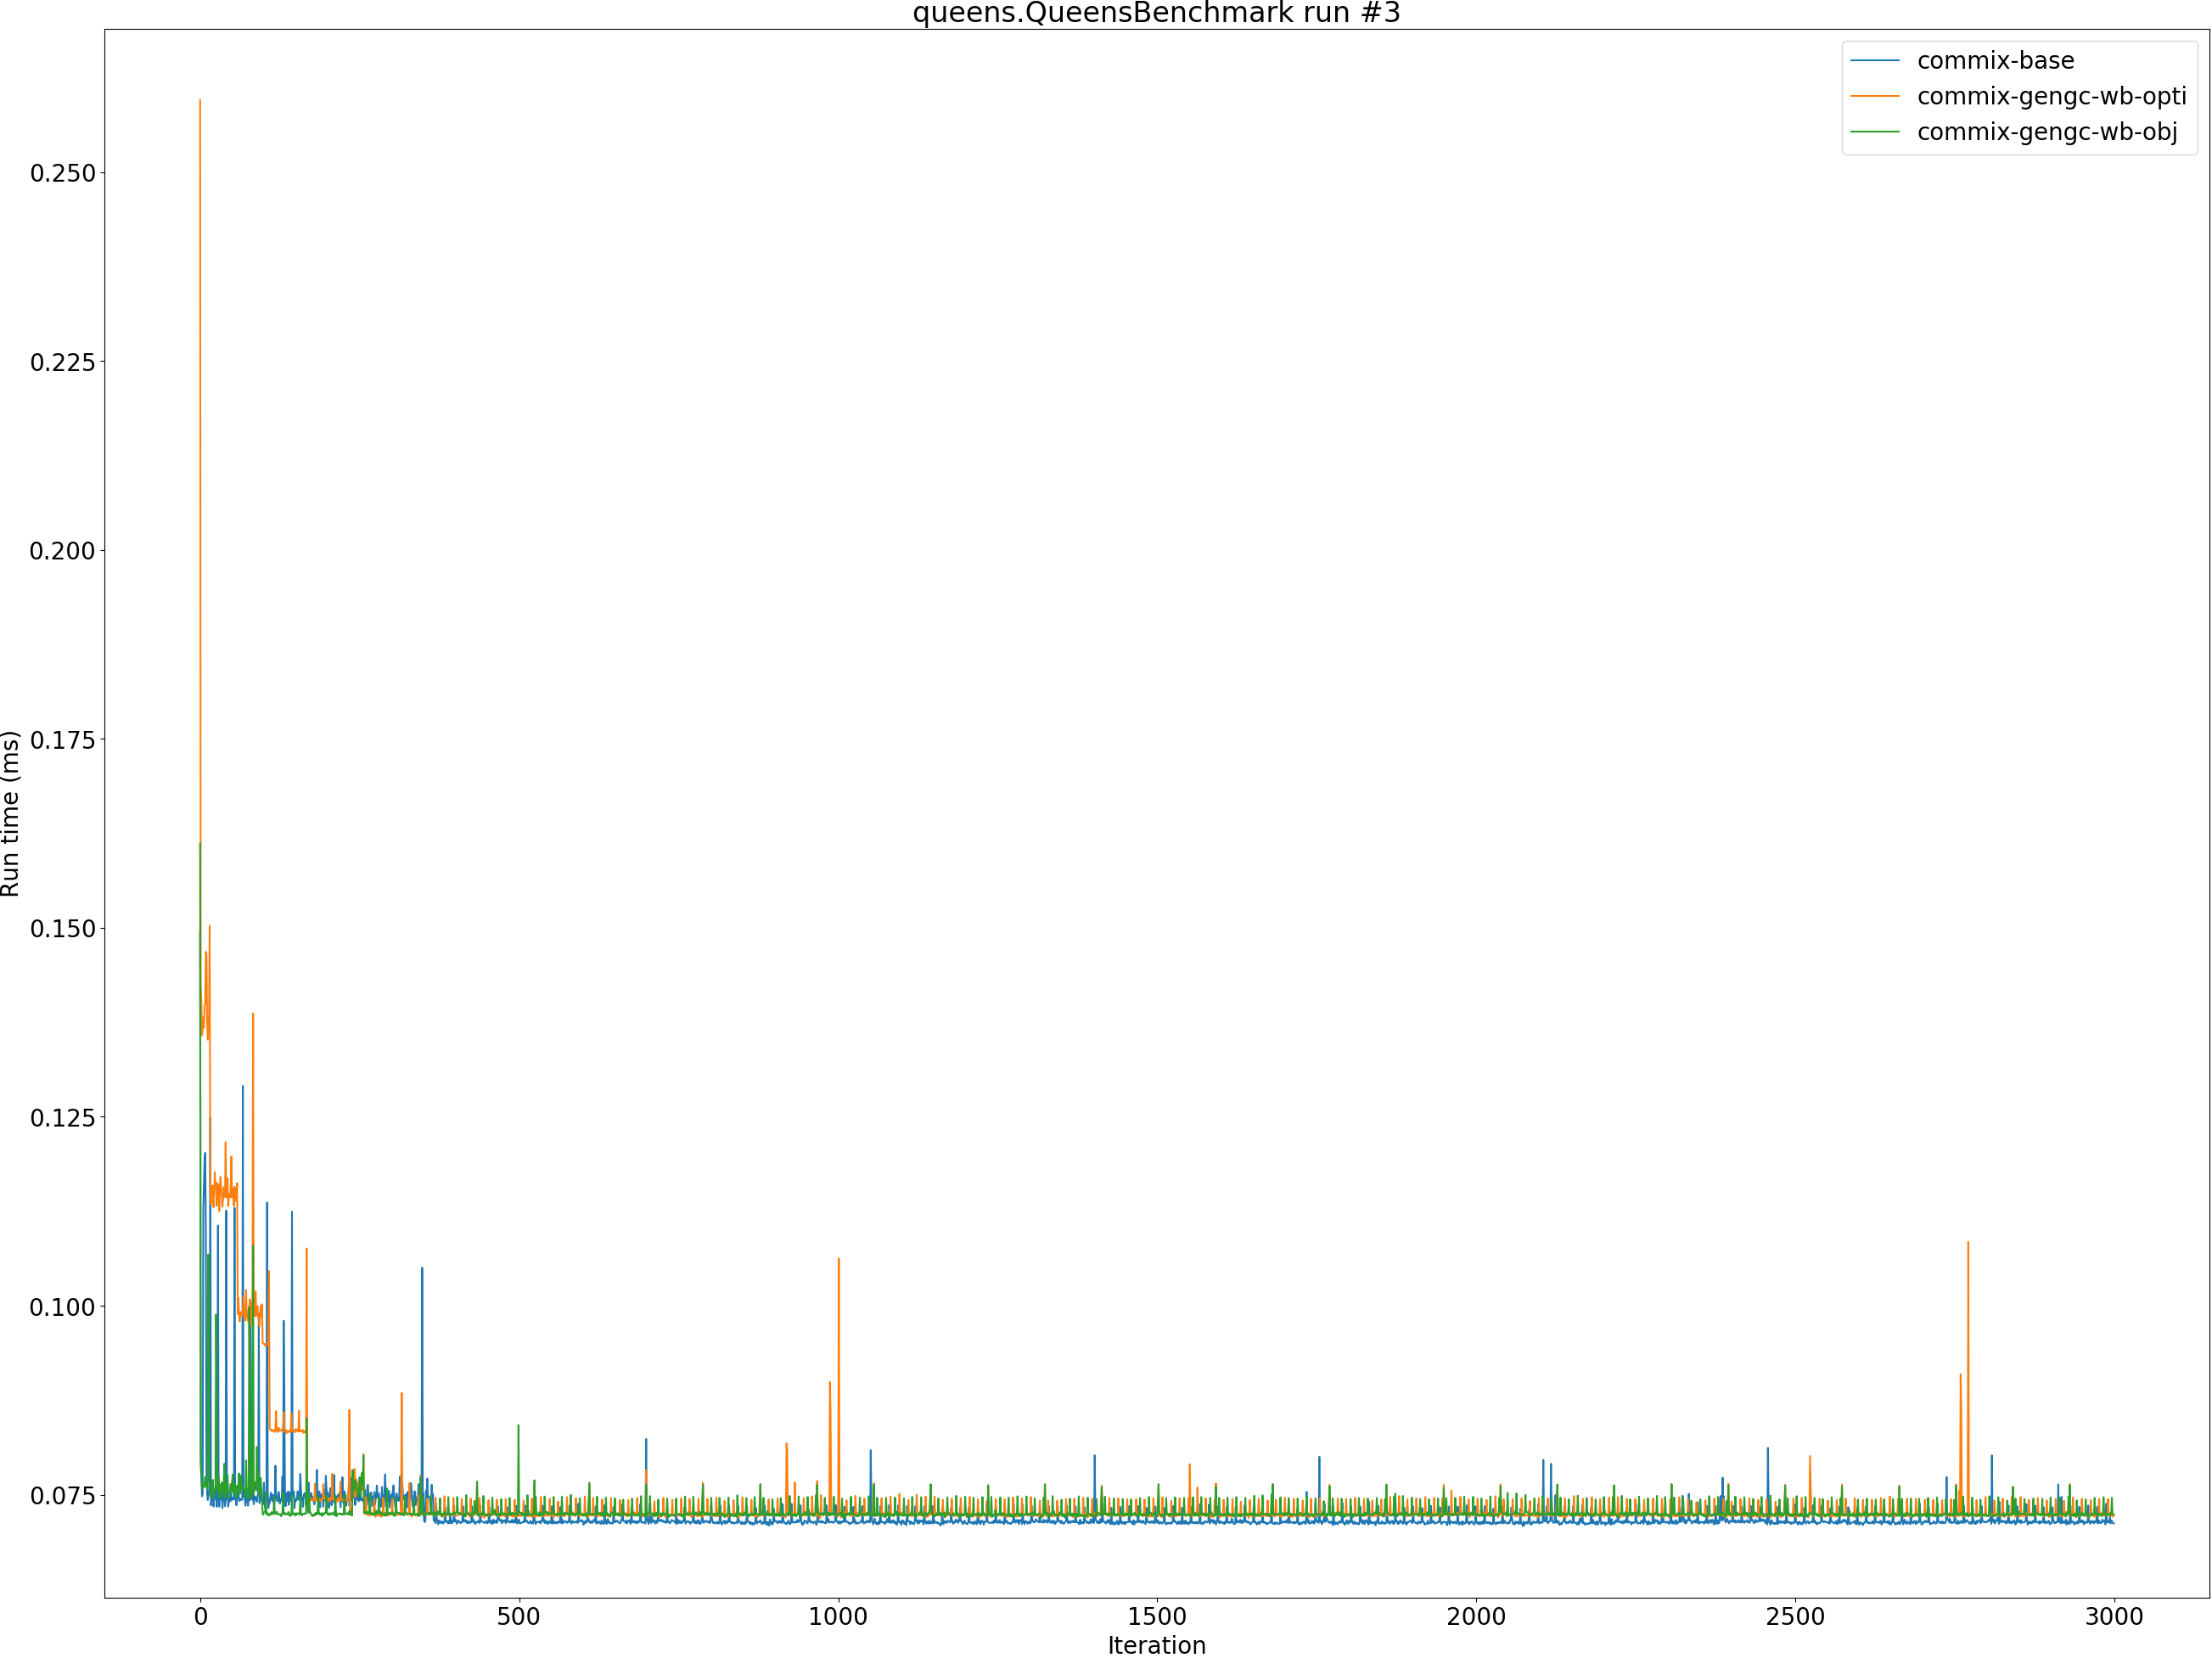 queens.QueensBenchmark run #3
commix-base
commix-gengc-wb-opti
commix-gengc-wb-obj
Run time (ms)
0.250
0.225
0.200
0.175
0.150
0.125
0.100
0.075
0 500 1000 1500 2000 2500 3000
Iteration